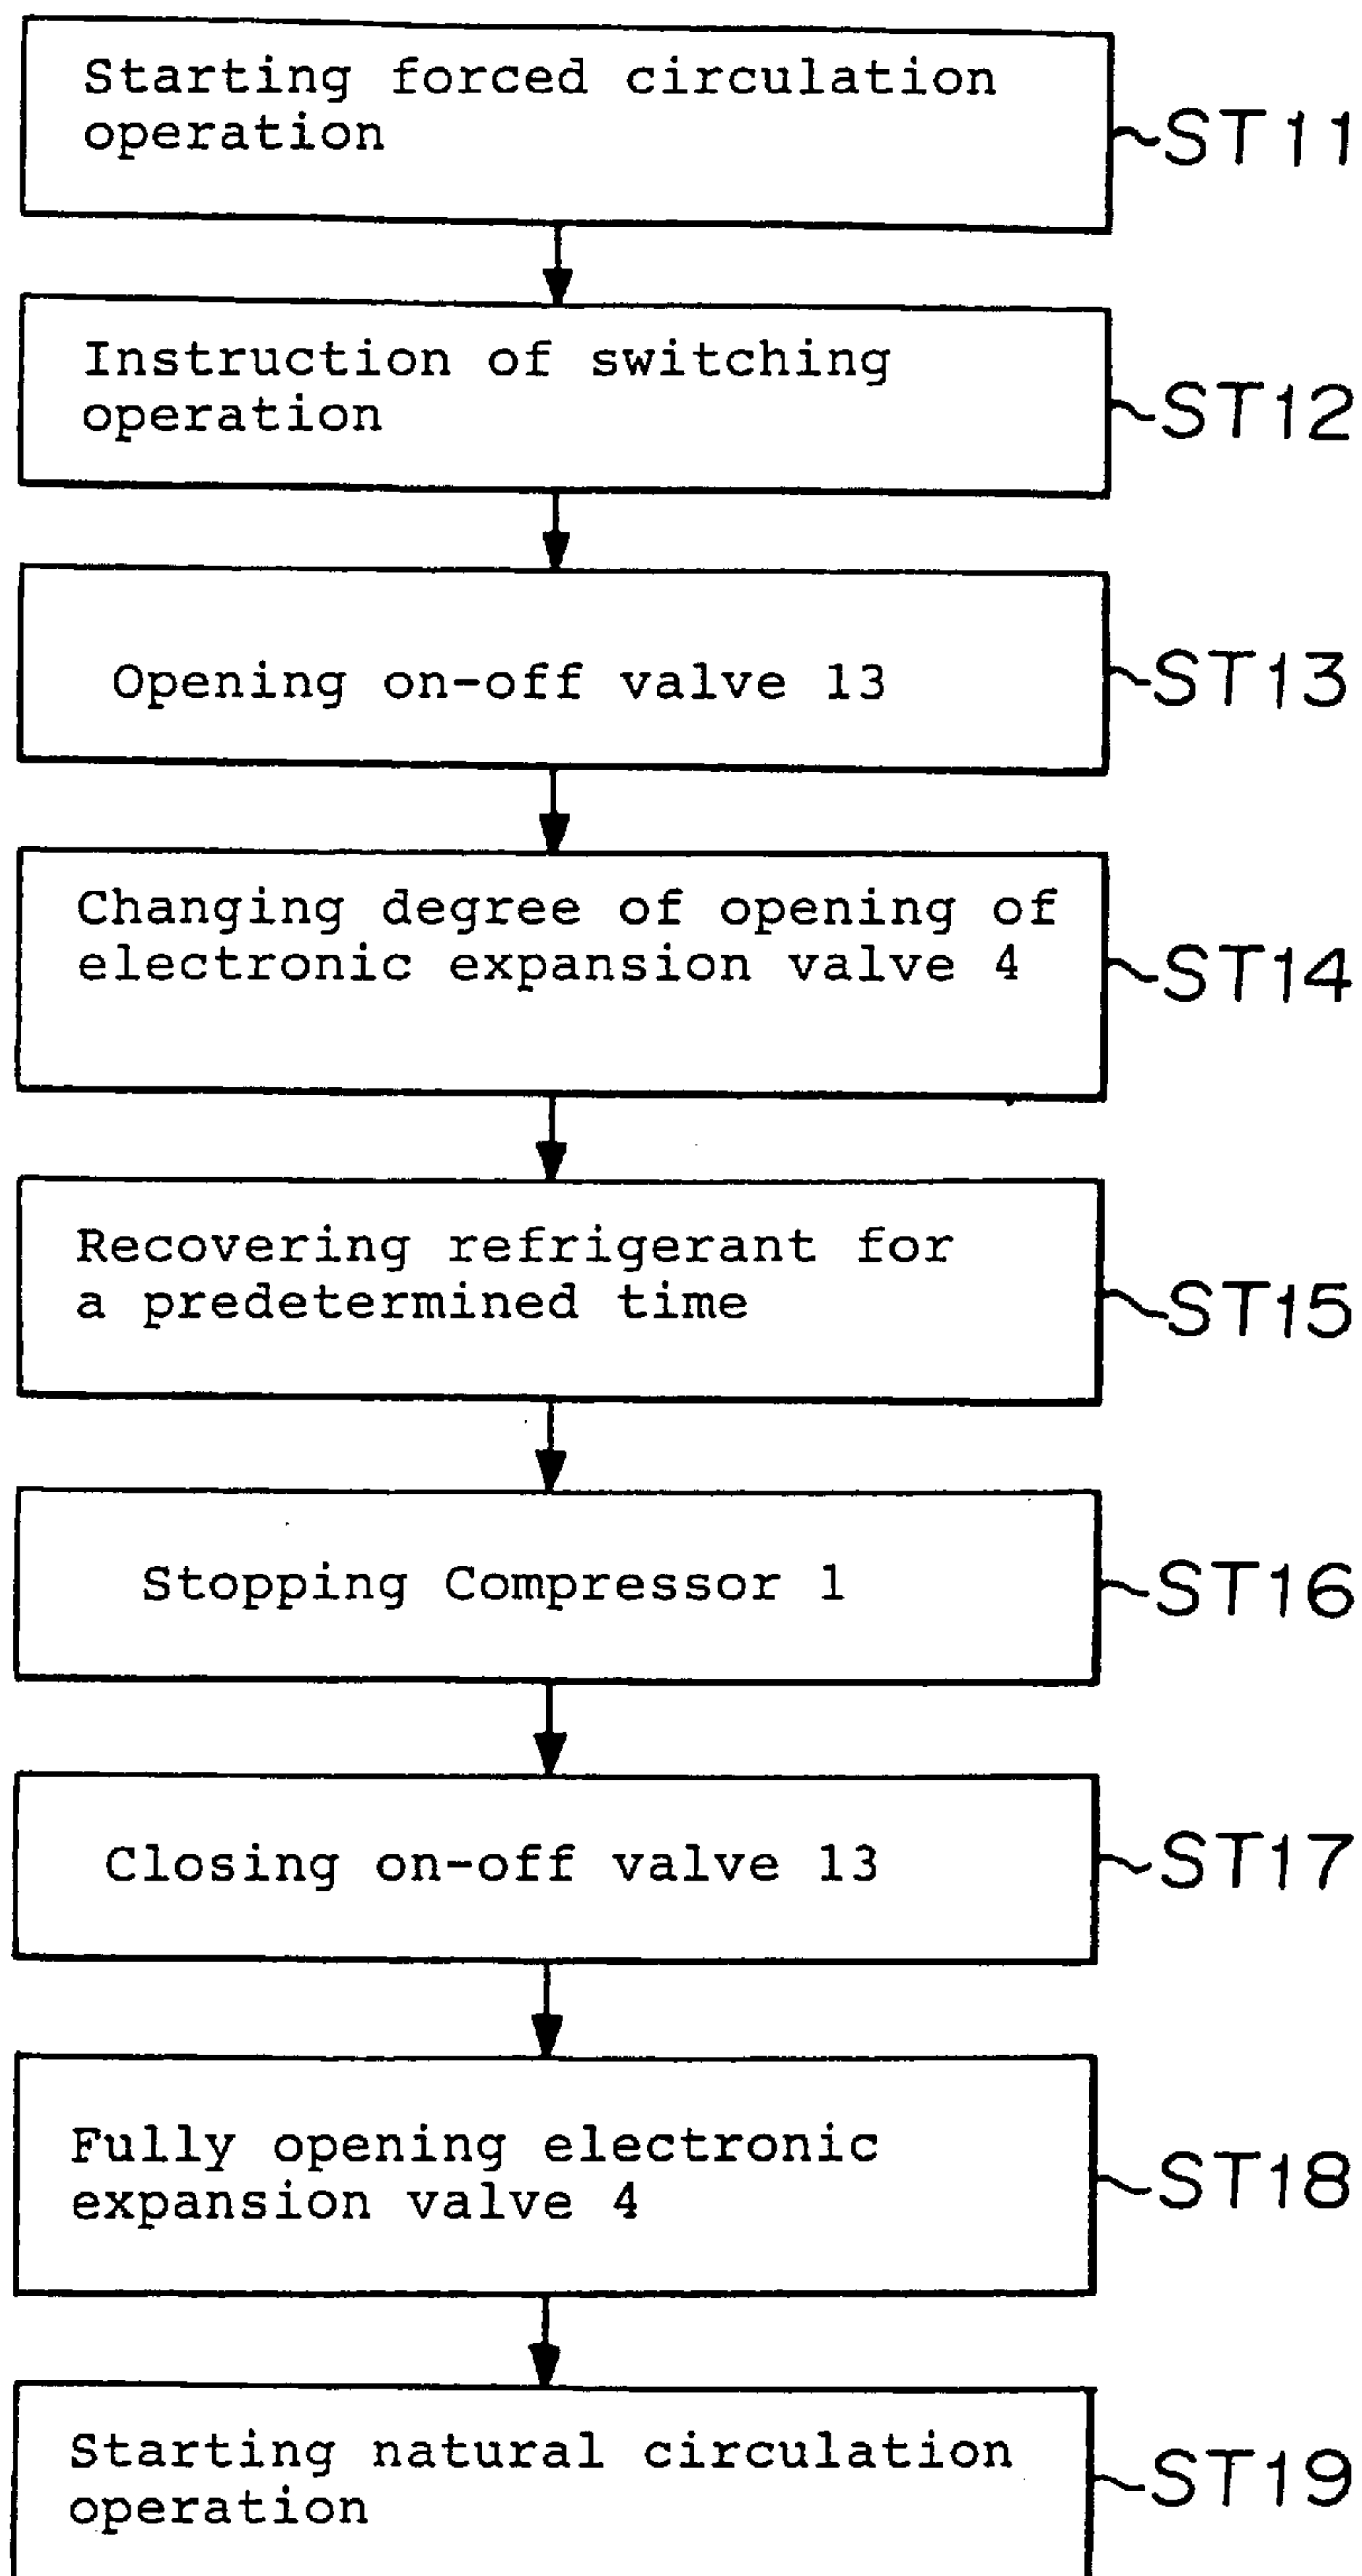 Starting forced circulation
operation
ST11
Instruction of switching
operation
ST12
Opening on-off valve 13
ST13
Changing degree of opening of
electronic expansion valve 4
ST14
Recovering refrigerant for
a predetermined time
ST15
Stopping Compressor 1
ST16
Closing on-off valve 13
ST17
Fully opening electronic
expansion valve 4
ST18
Starting natural circulation
operation
ST19